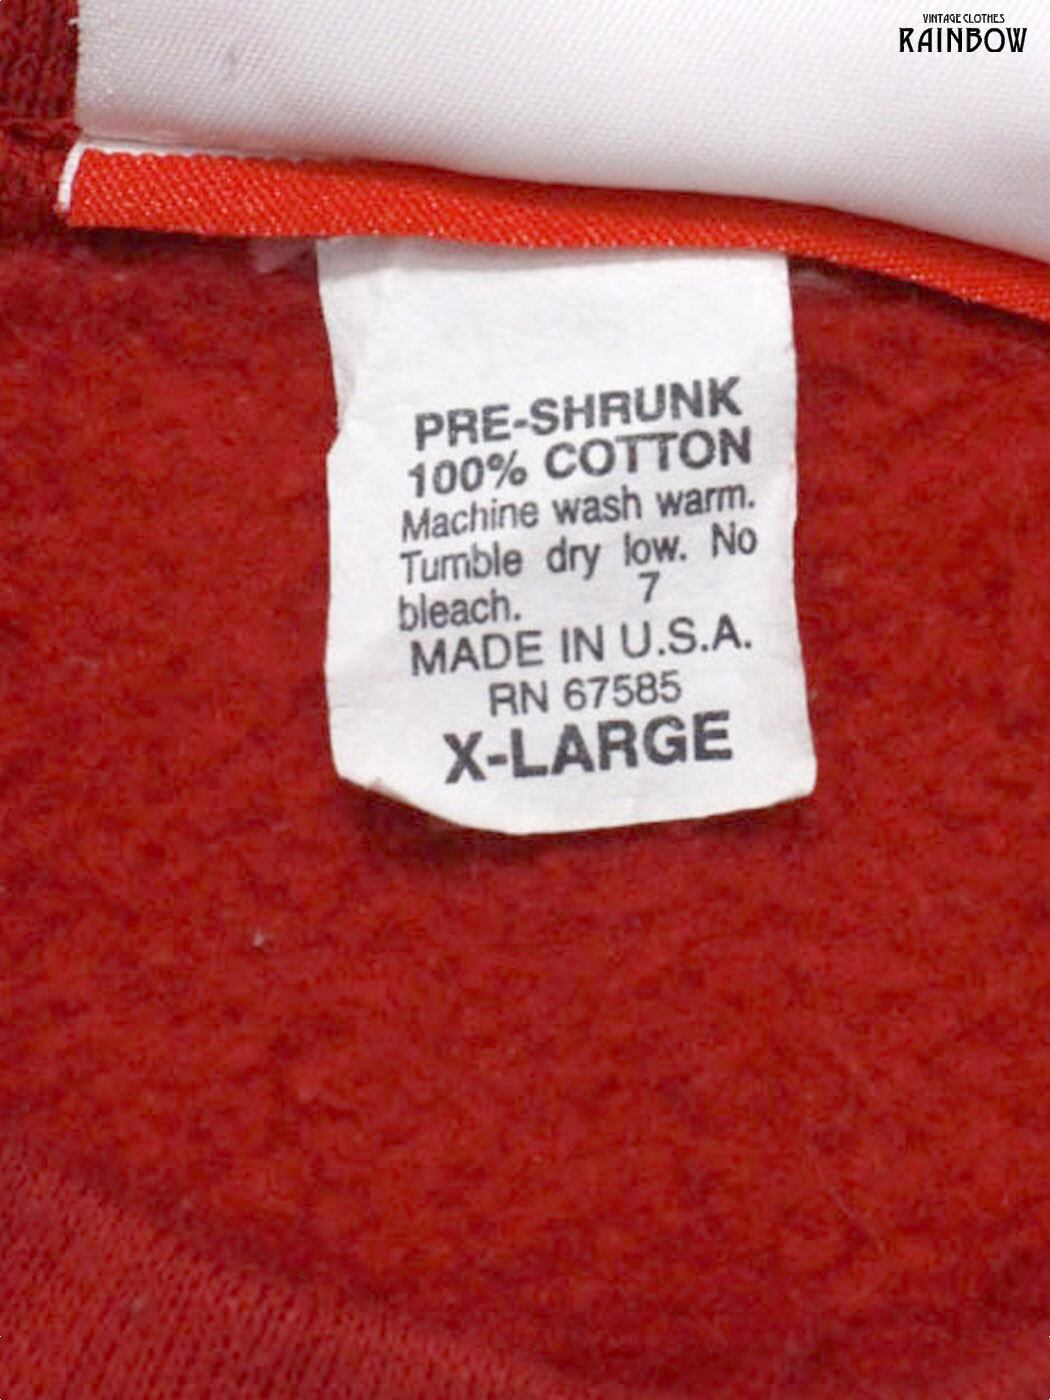 VINTAGE CLOTHES
RAINBOW
PRE-SHRUNK
100% COTTON
Machine wash warm.
Tumble dry low. No
bleach. 7
MADE IN U.S.A.
RN 67585
X-LARGE